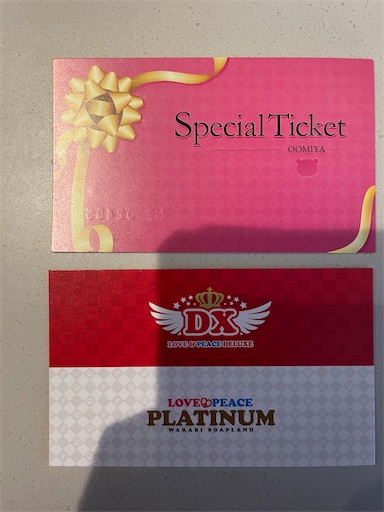 Special Ticket
OOMIYA
DX
LOVE & PEACE DELUXE
LOVE PEACE
PLATINUM
WARABI SOAPLAND